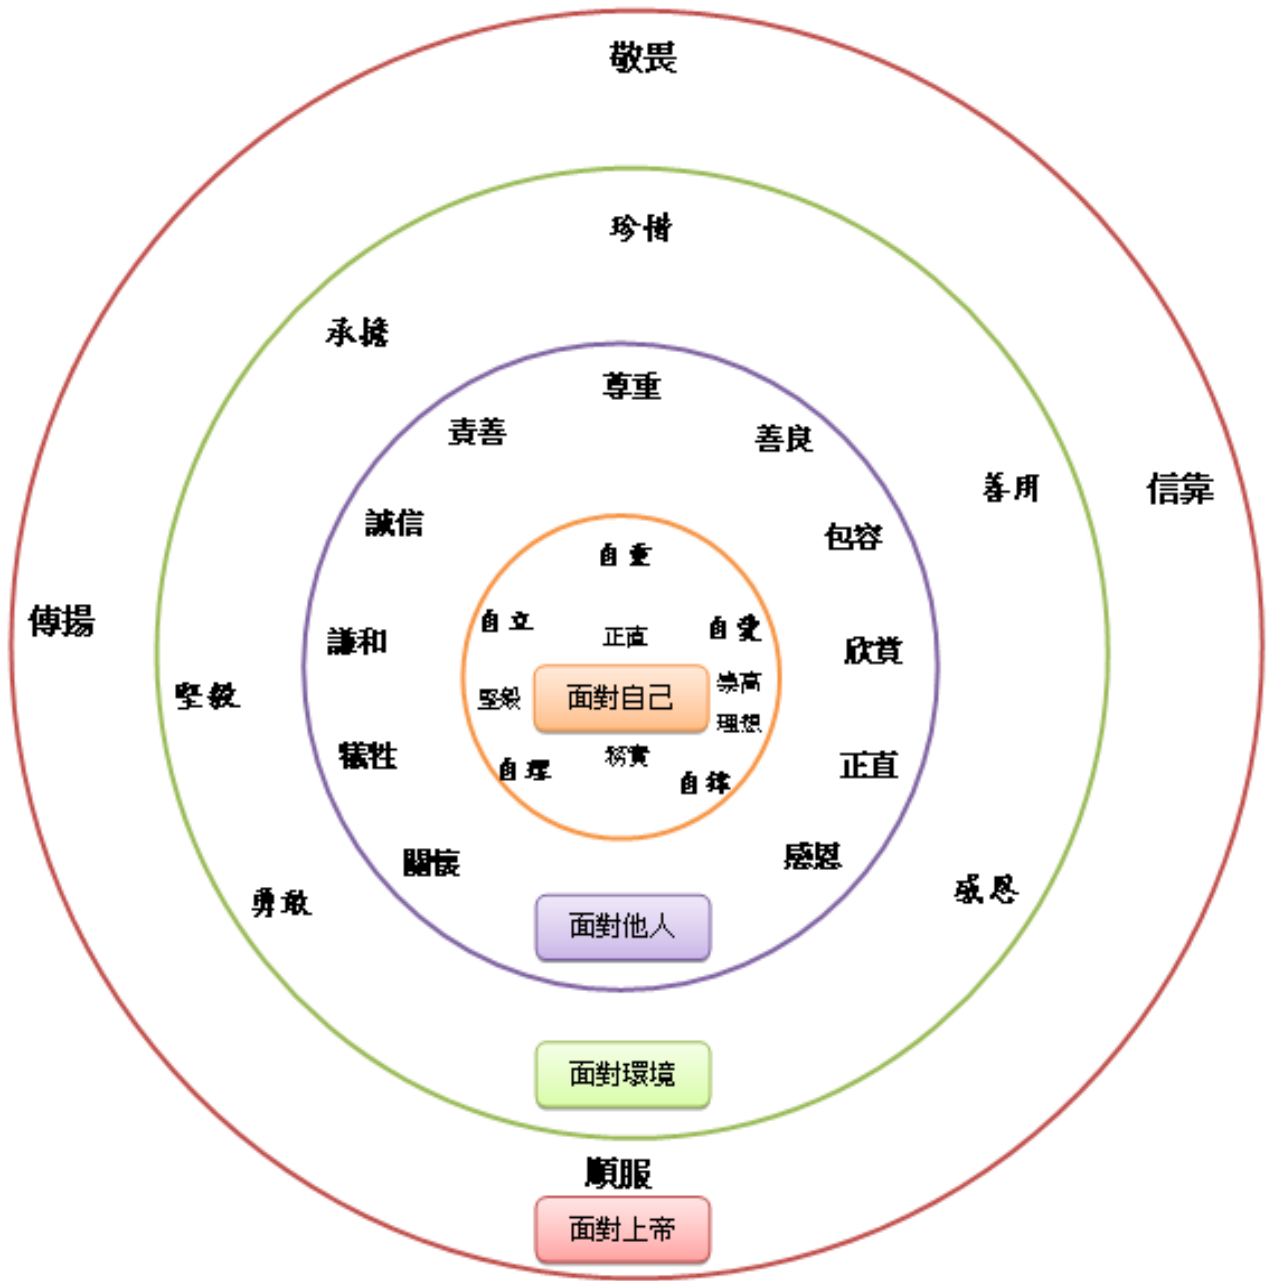 敬畏
珍惜
承擔
尊重
責善
善良
善用
信靠
誠信
包容
自重
傳揚
自立
正直
自愛
謙和
欣賞
堅毅
堅毅
面對自己
崇高
理想
犧牲
自理
務實
自律
正直
關懷
感恩
勇敢
感恩
面對他人
面對環境
順服
面對上帝